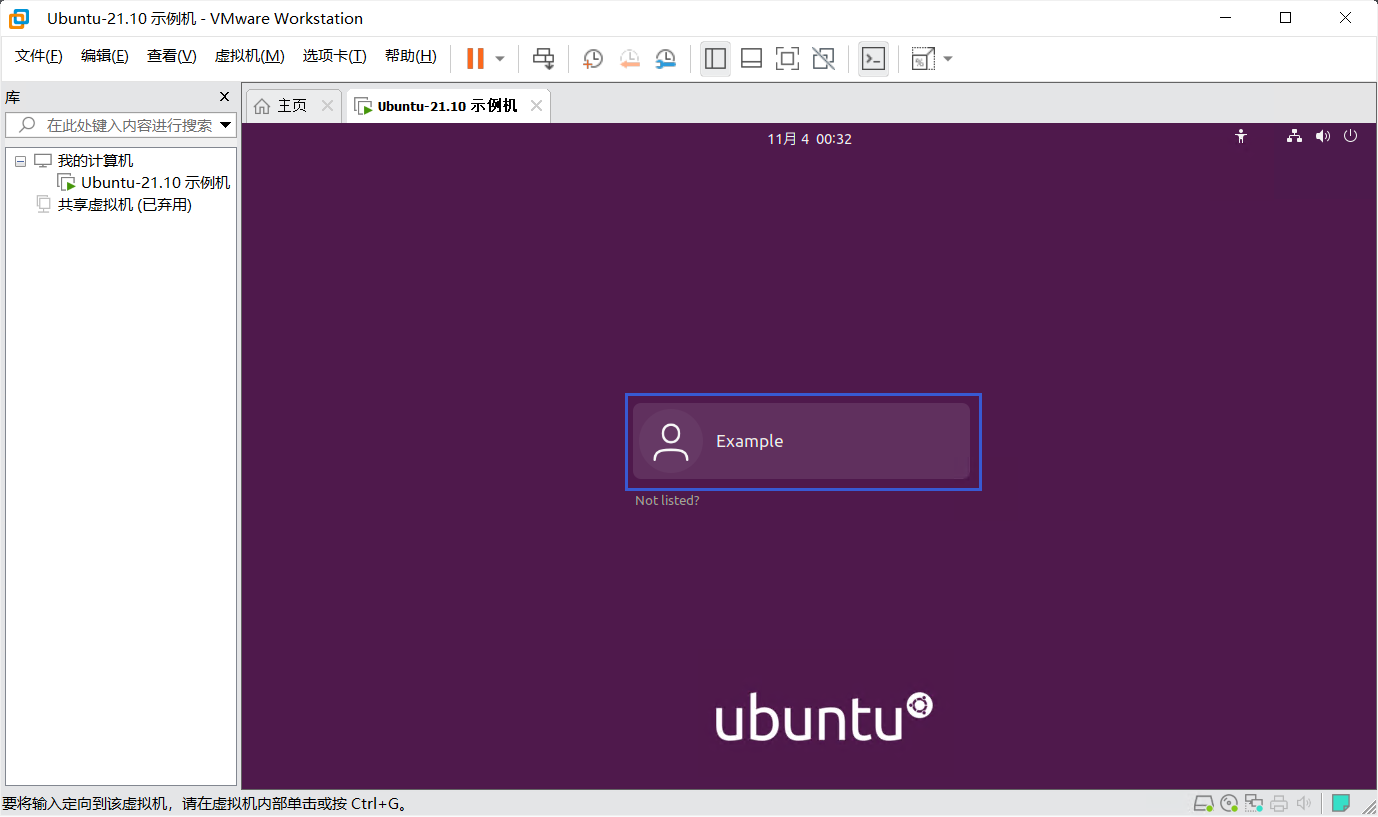 Ubuntu-21.10 示例机 - VMware Workstation
文件(F) 编辑(E) 查看(V) 虚拟机(M) 选项卡(T) 帮助(H)
库
在此处键入内容进行搜索
我的计算机
Ubuntu-21.10 示例机
共享虚拟机 (已弃用)
主页
Ubuntu-21.10 示例机
11月 4 00:32
Example
Not listed?
ubuntu
要将输入定向到该虚拟机，请在虚拟机内部单击或按 Ctrl+G。